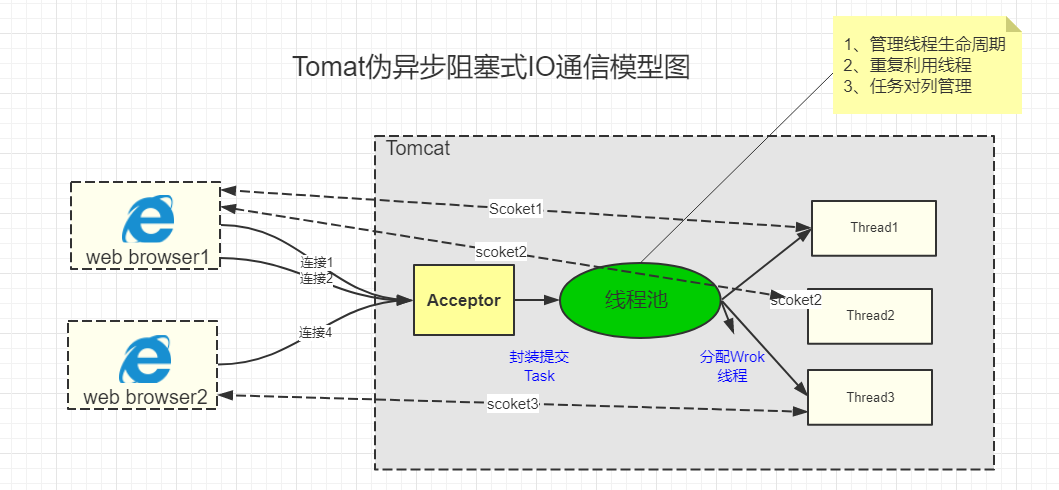 1、管理线程生命周期
2、重复利用线程
3、任务对列管理
Tomat伪异步阻塞式IO通信模型图
Tomcat
Scoket1
Thread1
web browser1
scoket2
连接1
连接2
Acceptor
线程池
scoket2
Thread2
连接4
封装提交
Task
分配Wrok
线程
web browser2
scoket3
Thread3